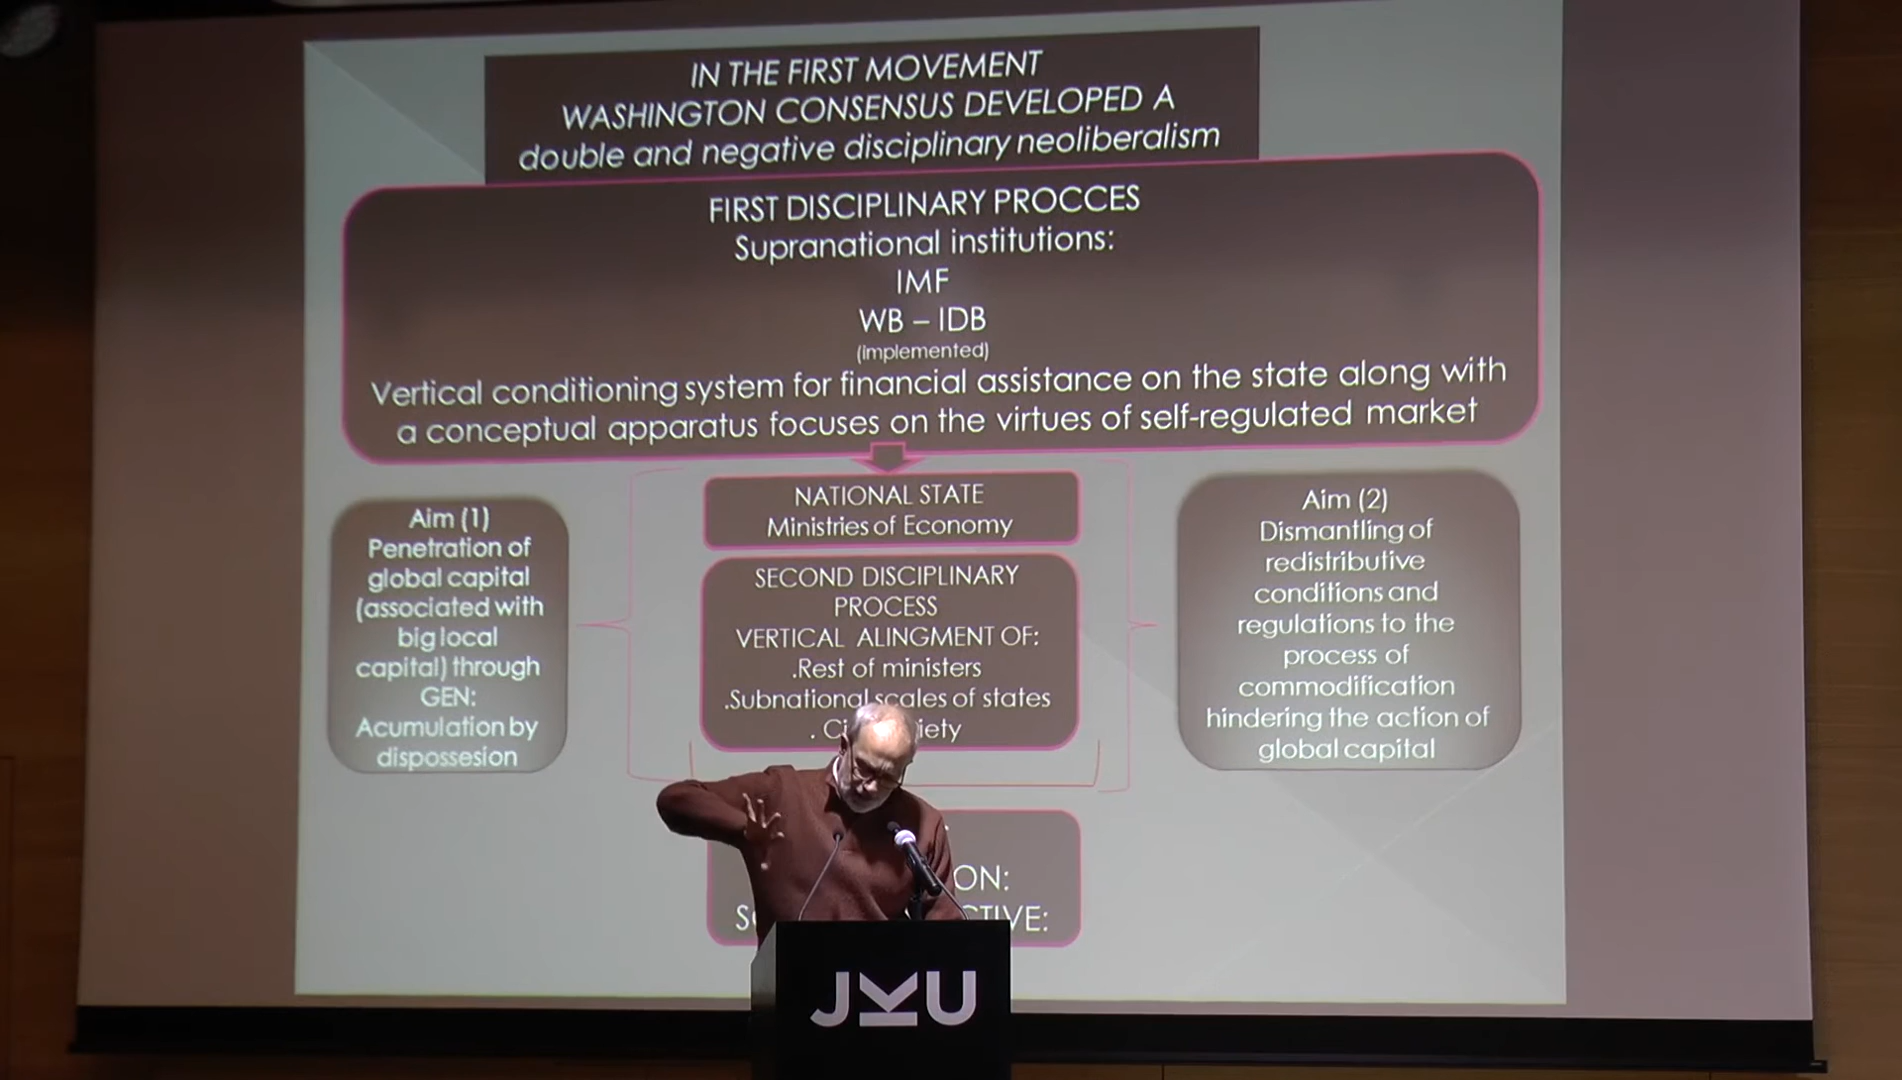 IN THE FIRST MOVEMENT
WASHINGTON CONSENSUS DEVELOPED A
double and negative disciplinary neoliberalism
FIRST DISCIPLINARY PROCCES
Supranational institutions:
IMF
WB – IDB
(implemented)
Vertical conditioning system for financial assistance on the state along with
a conceptual apparatus focuses on the virtues of self-regulated market
Aim (1)
Penetration of
global capital
(associated with
big local
capital) through
GEN:
Acumulation by
dispossesion
NATIONAL STATE
Ministries of Economy
SECOND DISCIPLINARY
PROCESS
VERTICAL ALINGMENT OF:
.Rest of ministers
.Subnational scales of states
Aim (2)
Dismantling of
redistributive
conditions and
regulations to the
process of
commodification
hindering the action of
global capital
JKU